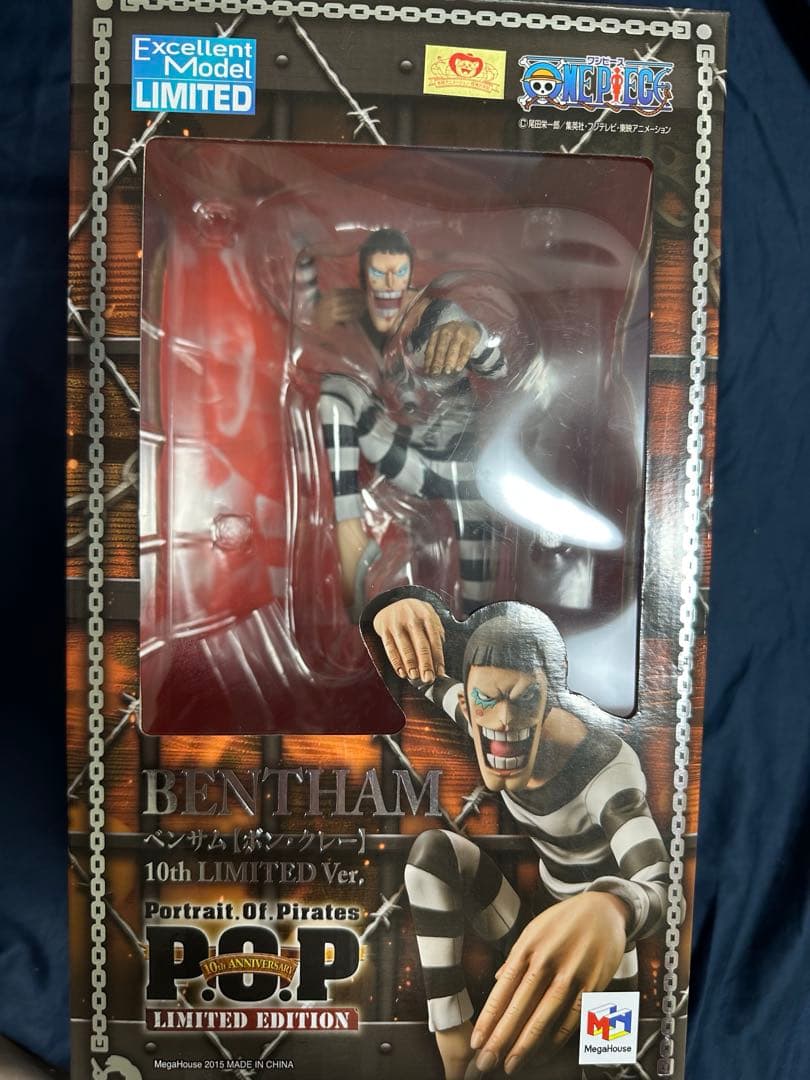 Excellent
Model
LIMITED
ワンピース
ONE PIECE
©尾田栄一郎／集英社・フジテレビ・東映アニメーション
BENTHAM
ベンサム【ボン・クレー】
10th LIMITED Ver.
Portrait.Of.Pirates
P.O.P
10th ANNIVERSARY
LIMITED EDITION
MegaHouse
MegaHouse 2015 MADE IN CHINA